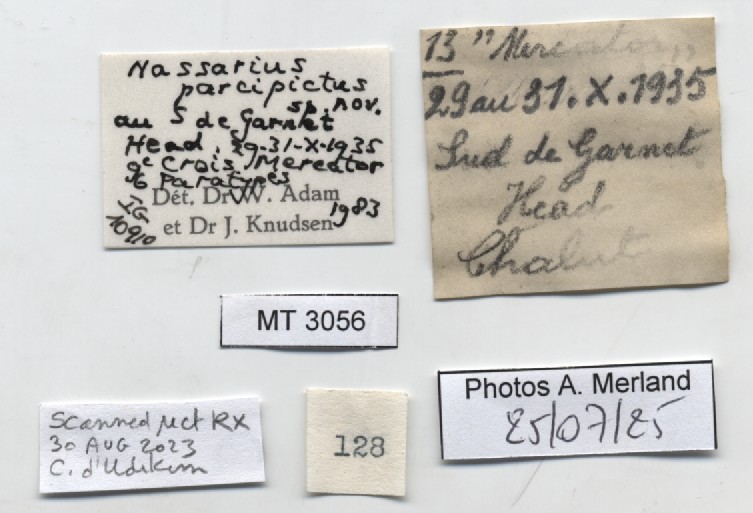 Nassarius
parcipictus
sp. nov.
au S de Garnet
Head. 29-31-X-1935
9e Crois. Mercator
96 Paratypes
Dét. Dr W. Adam
et Dr J. Knudsen 1983
IG
10910
13 "Mercator"
29 au 31.X.1935
Sud de Garnet
Head
Chalut
MT 3056
Scanned µct RX
30 AUG 2023
C. d'Udekem
128
Photos A. Merland
25/07/25